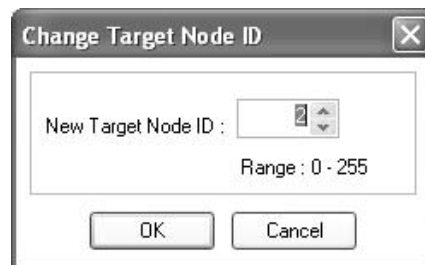 Change Target Node ID
New Target Node ID : 2
Range : 0 - 255
OK Cancel